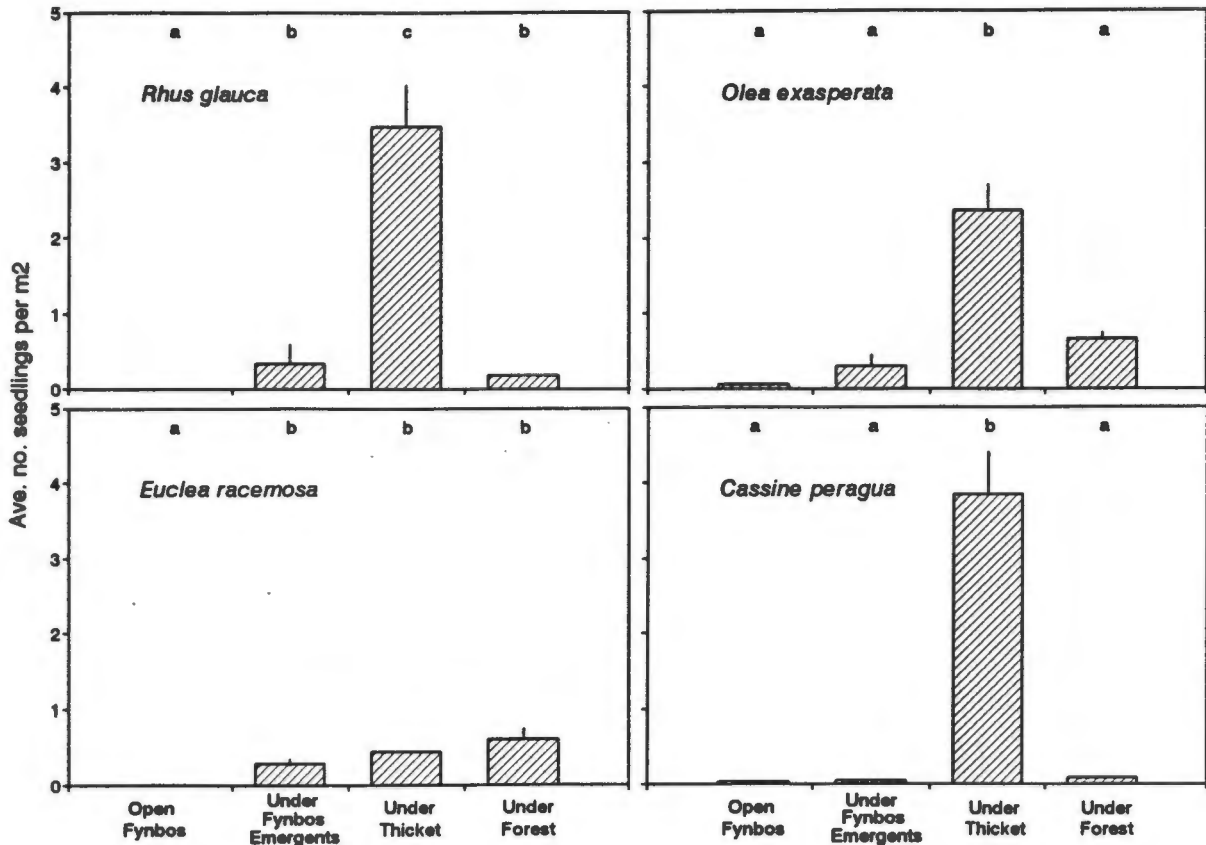 Ave. no. seedlings per m2
5
4
3
2
1
0
a b c b
Rhus glauca
a a b a
Olea exasperata
5
4
3
2
1
0
a b b b
Euclea racemosa
a a b a
Cassine peragua
Open Fynbos
Under Fynbos Emergents
Under Thicket
Under Forest
Open Fynbos
Under Fynbos Emergents
Under Thicket
Under Forest